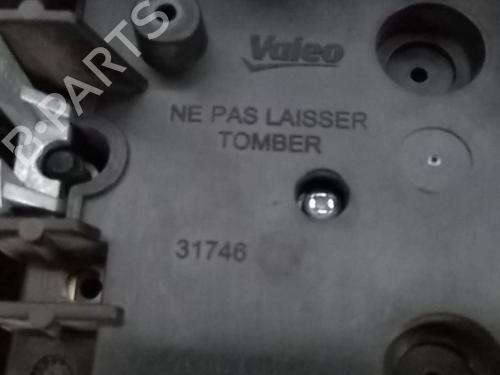 Valeo
NE PAS LAISSER
TOMBER
31746
B-PARTS